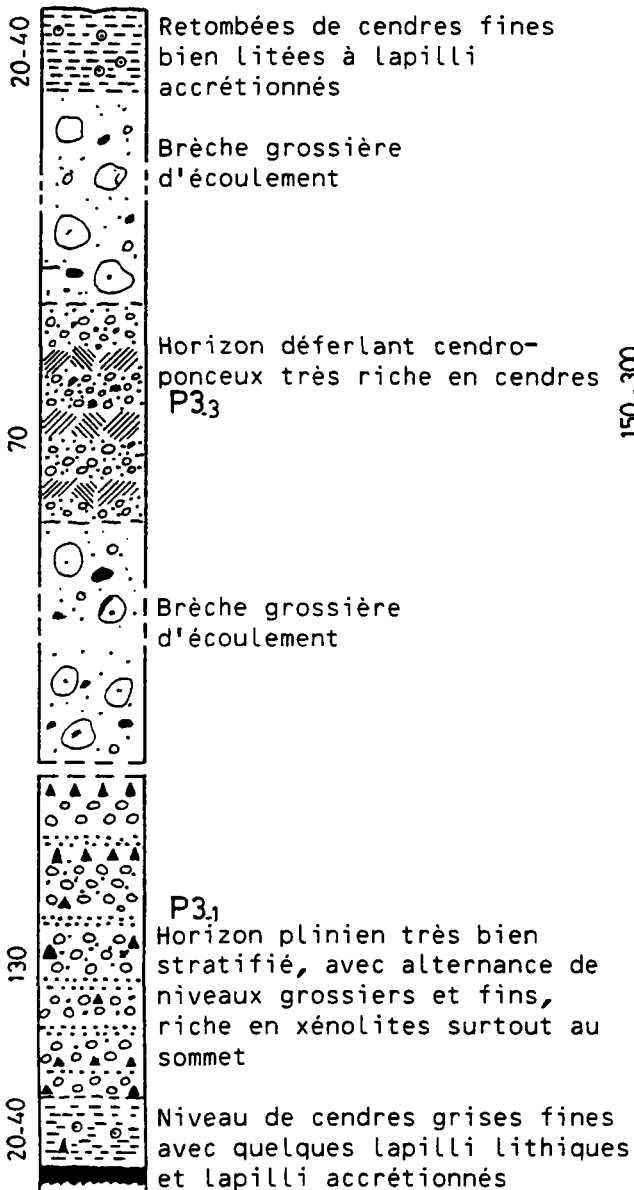 20-40
Retombées de cendres fines
bien litées à lapilli
accrétionnés
Brèche grossière
d'écoulement
Horizon déferlant cendro-
ponceux très riche en cendres
P3.3
150-300
70
Brèche grossière
d'écoulement
P3.1
Horizon plinien très bien
stratifié, avec alternance de
niveaux grossiers et fins,
riche en xénolites surtout au
sommet
130
20-40
Niveau de cendres grises fines
avec quelques lapilli lithiques
et lapilli accrétionnés